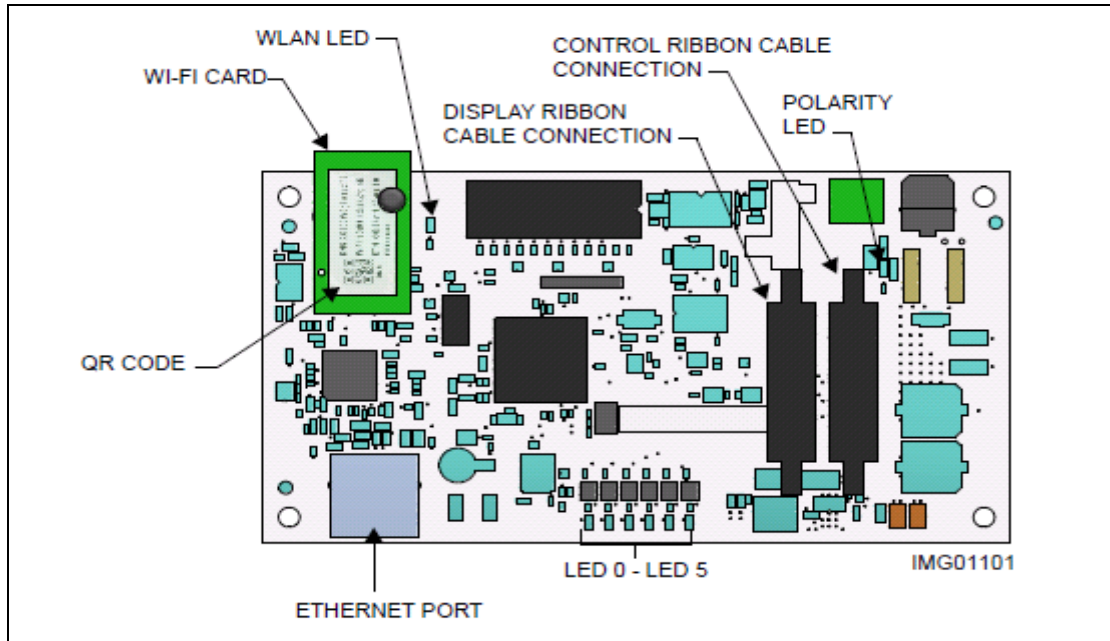 WLAN LED
WI-FI CARD
CONTROL RIBBON CABLE
CONNECTION
DISPLAY RIBBON
CABLE CONNECTION
POLARITY
LED
QR CODE
LED 0 - LED 5
IMG01101
ETHERNET PORT